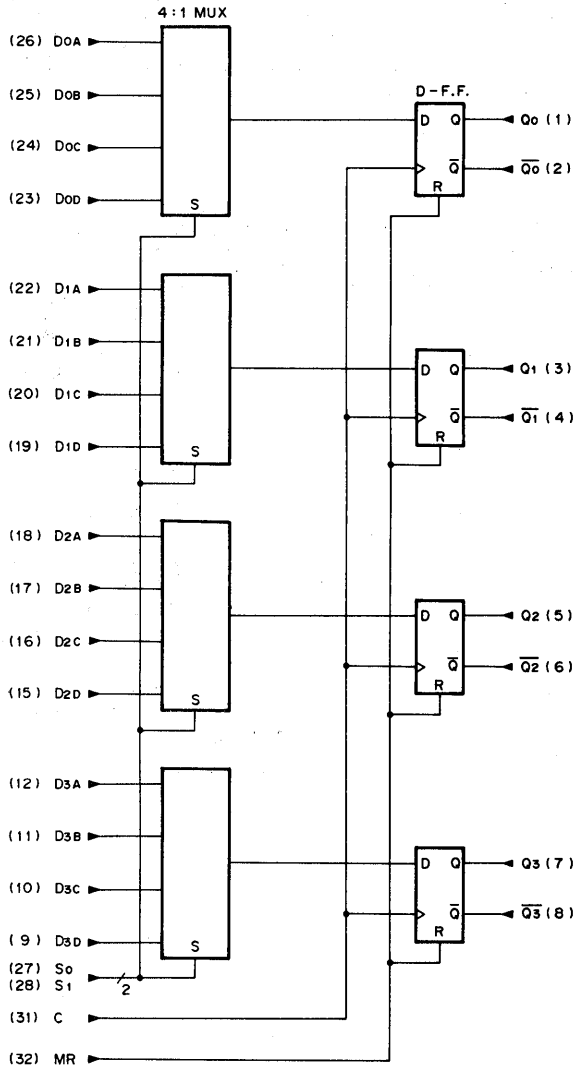 4:1 MUX
(26) D0A
(25) D0B
D-F.F.
D Q Q0 (1)
(24) D0C
Q̅ Q̅0̅ (2)
R
(23) D0D
S
(22) D1A
(21) D1B
D Q Q1 (3)
(20) D1C
Q̅ Q̅1̅ (4)
R
(19) D1D
S
(18) D2A
(17) D2B
D Q Q2 (5)
(16) D2C
Q̅ Q̅2̅ (6)
R
(15) D2D
S
(12) D3A
(11) D3B
D Q Q3 (7)
(10) D3C
Q̅ Q̅3̅ (8)
R
(9) D3D
S
(27) S0
(28) S1
2
(31) C
(32) MR